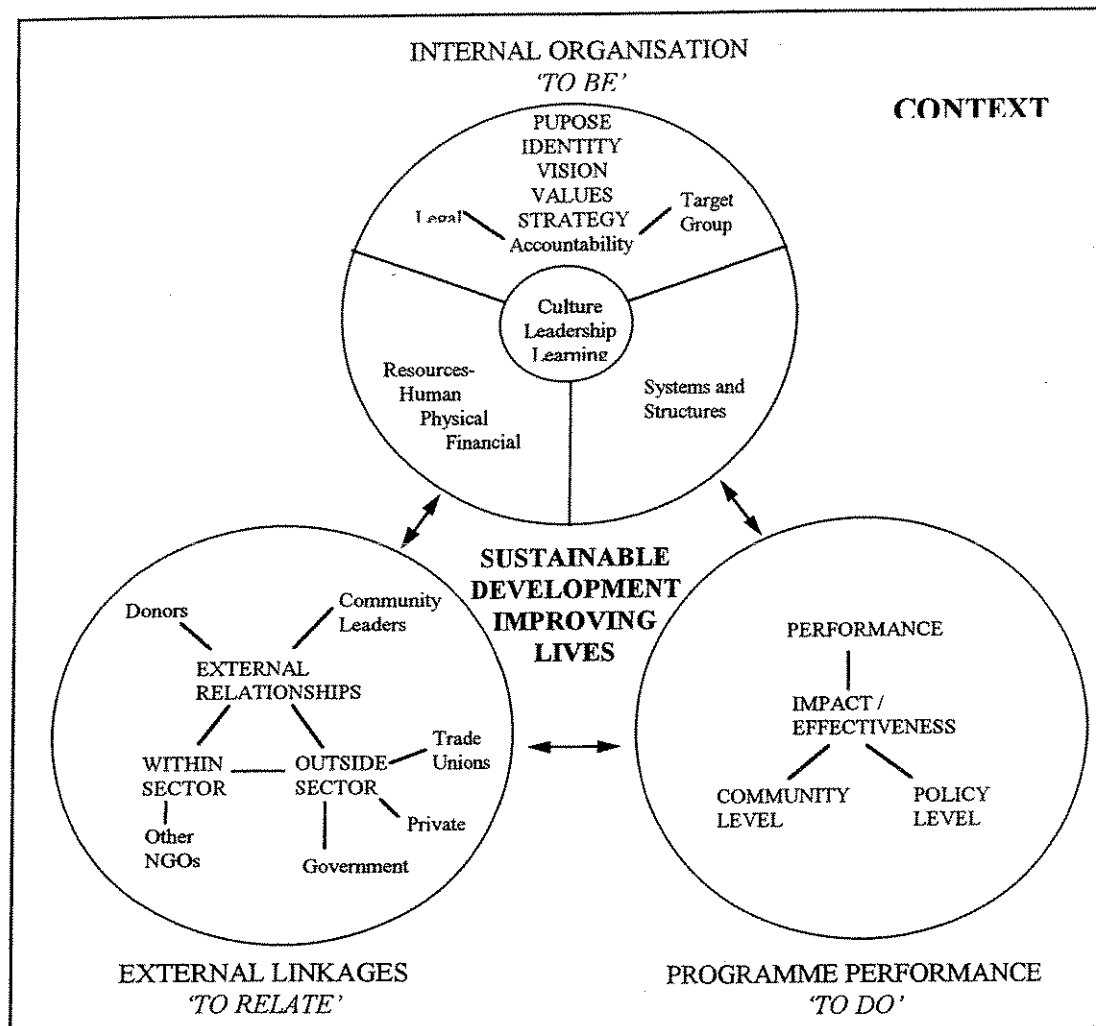 INTERNAL ORGANISATION
'TO BE'
CONTEXT
PUPOSE
IDENTITY
VISION
VALUES
STRATEGY
Accountability
Legal
Target
Group
Culture
Leadership
Learning
Resources-
Human
Physical
Financial
Systems and
Structures
SUSTAINABLE
DEVELOPMENT
IMPROVING
LIVES
Donors
Community
Leaders
EXTERNAL
RELATIONSHIPS
WITHIN
SECTOR
OUTSIDE
SECTOR
Trade
Unions
Private
Other
NGOs
Government
PERFORMANCE
IMPACT /
EFFECTIVENESS
COMMUNITY
LEVEL
POLICY
LEVEL
EXTERNAL LINKAGES
'TO RELATE'
PROGRAMME PERFORMANCE
'TO DO'